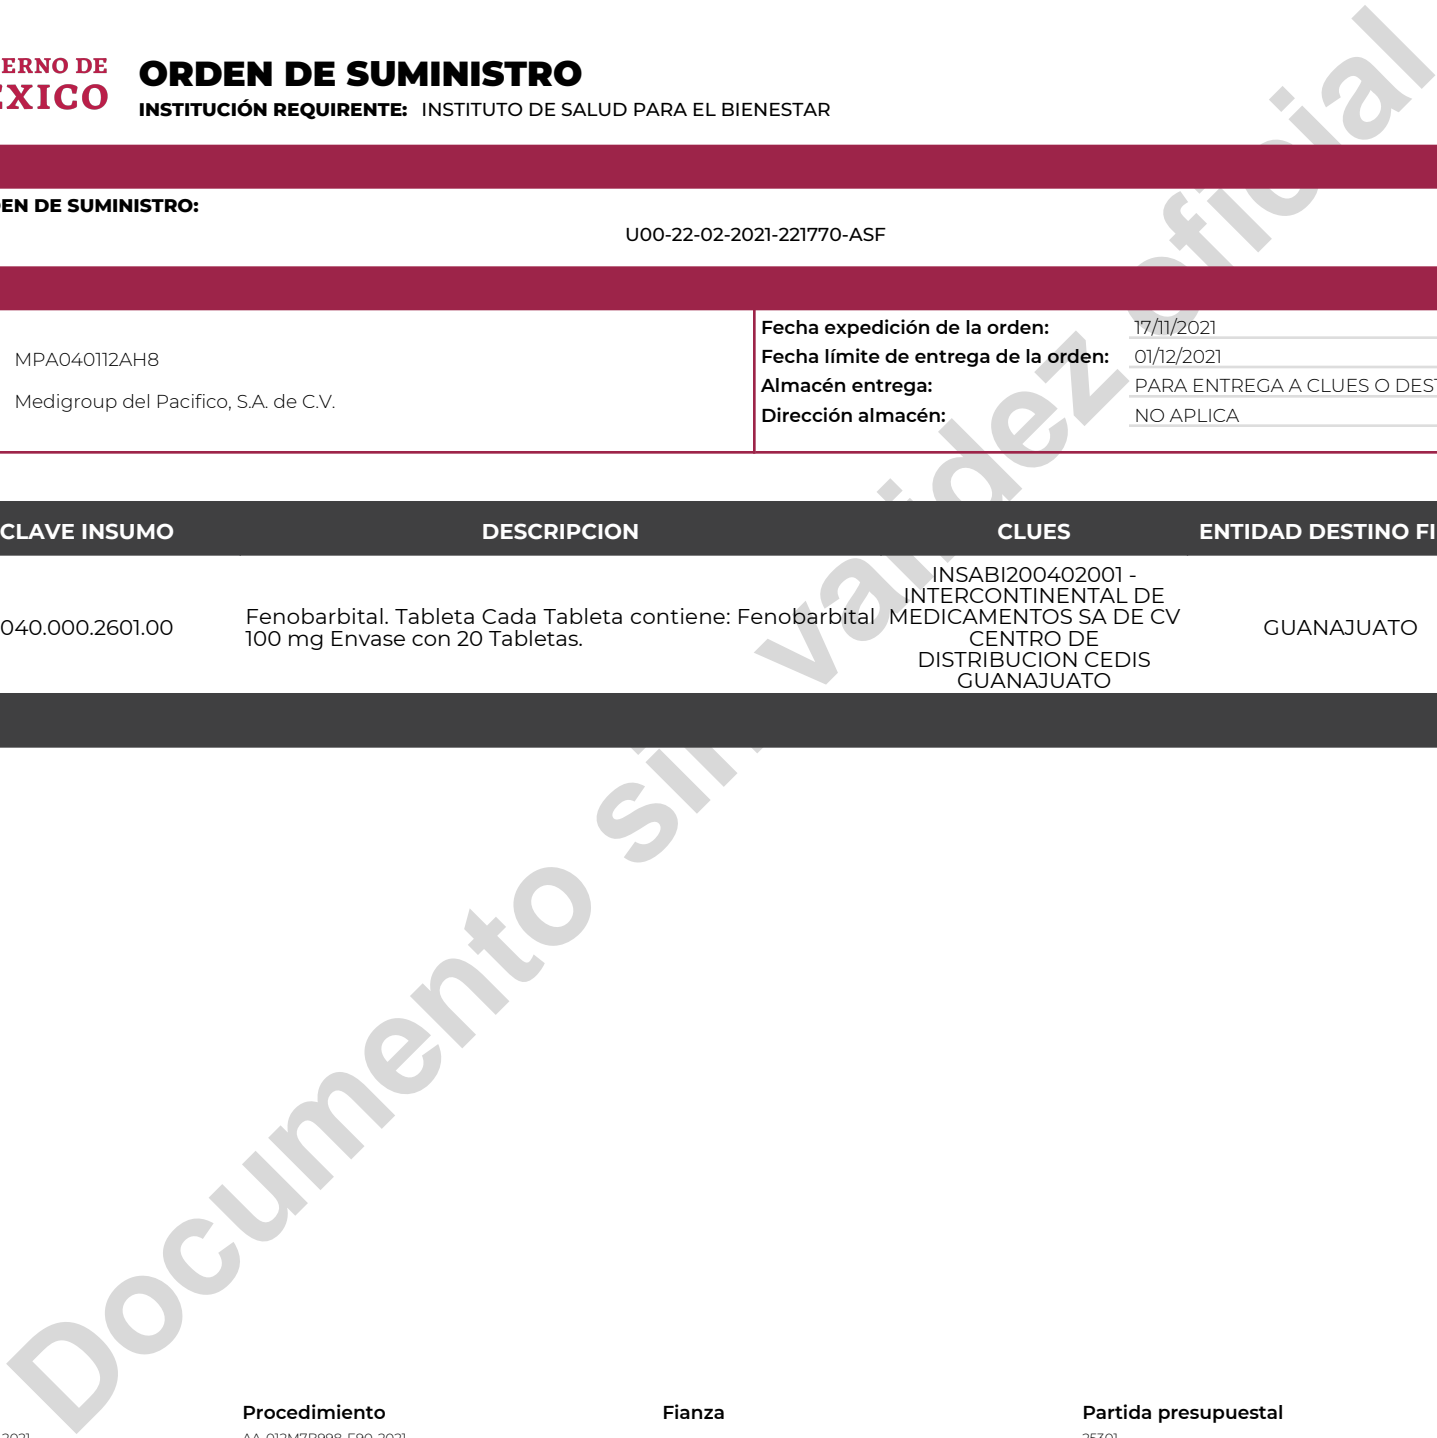 ERNO DE
ÉXICO
ORDEN DE SUMINISTRO
INSTITUCIÓN REQUIRENTE: INSTITUTO DE SALUD PARA EL BIENESTAR
EN DE SUMINISTRO:
U00-22-02-2021-221770-ASF
MPA040112AH8
Medigroup del Pacifico, S.A. de C.V.
Fecha expedición de la orden: 17/11/2021
Fecha límite de entrega de la orden: 01/12/2021
Almacén entrega: PARA ENTREGA A CLUES O DEST
Dirección almacén: NO APLICA
CLAVE INSUMO DESCRIPCION CLUES ENTIDAD DESTINO FI
040.000.2601.00
Fenobarbital. Tableta Cada Tableta contiene: Fenobarbital
100 mg Envase con 20 Tabletas.
INSABI200402001 -
INTERCONTINENTAL DE
MEDICAMENTOS SA DE CV
CENTRO DE
DISTRIBUCION CEDIS
GUANAJUATO
GUANAJUATO
Documento sin validez oficial
Procedimiento Fianza Partida presupuestal